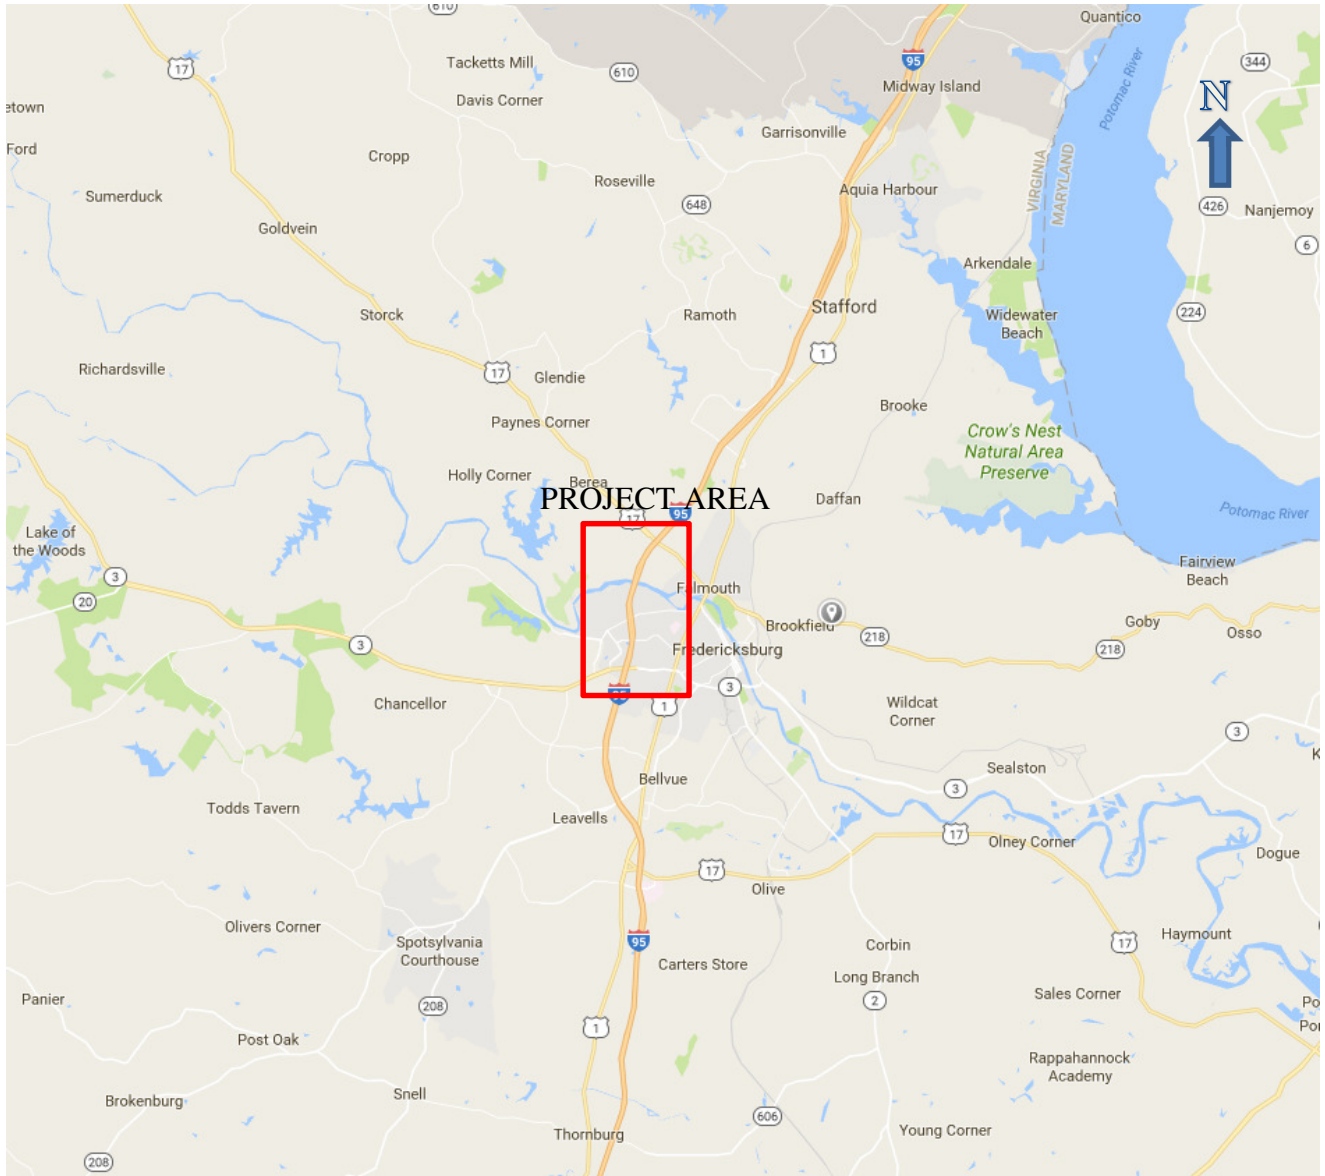 610
Quantico
17
Tacketts Mill
610
95
344
Midway Island
Potomac River
N
etown
Davis Corner
Garrisonville
Ford
Cropp
VIRGINIA
MARYLAND
Sumerduck
Roseville
648
Aquia Harbour
426
Nanjemoy
Goldvein
6
Arkendale
Storck
Ramoth
Stafford
Widewater
Beach
224
1
Richardsville
17
Glendie
Paynes Corner
Brooke
Crow's Nest
Natural Area
Preserve
Holly Corner
Berea
PROJECT AREA
Daffan
17
95
Potomac River
Lake of
the Woods
3
20
Falmouth
Fairview
Beach
Brookfield
218
Goby
Osso
3
Fredericksburg
218
Chancellor
95
1
3
Wildcat
Corner
3
K
Bellvue
Sealston
3
Todds Tavern
Leavells
17
Olney Corner
Dogue
17
Olive
Olivers Corner
Spotsylvania
Courthouse
95
Carters Store
Corbin
17
Haymount
C
Long Branch
2
Panier
208
Sales Corner
Po
Por
Post Oak
1
Rappahannock
Academy
Brokenburg
Snell
606
Thornburg
Young Corner
208